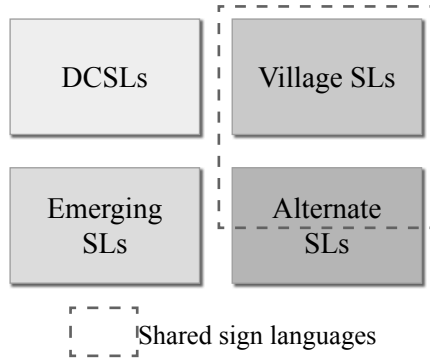 DCSLs
Village SLs
Emerging
SLs
Alternate
SLs
Shared sign languages